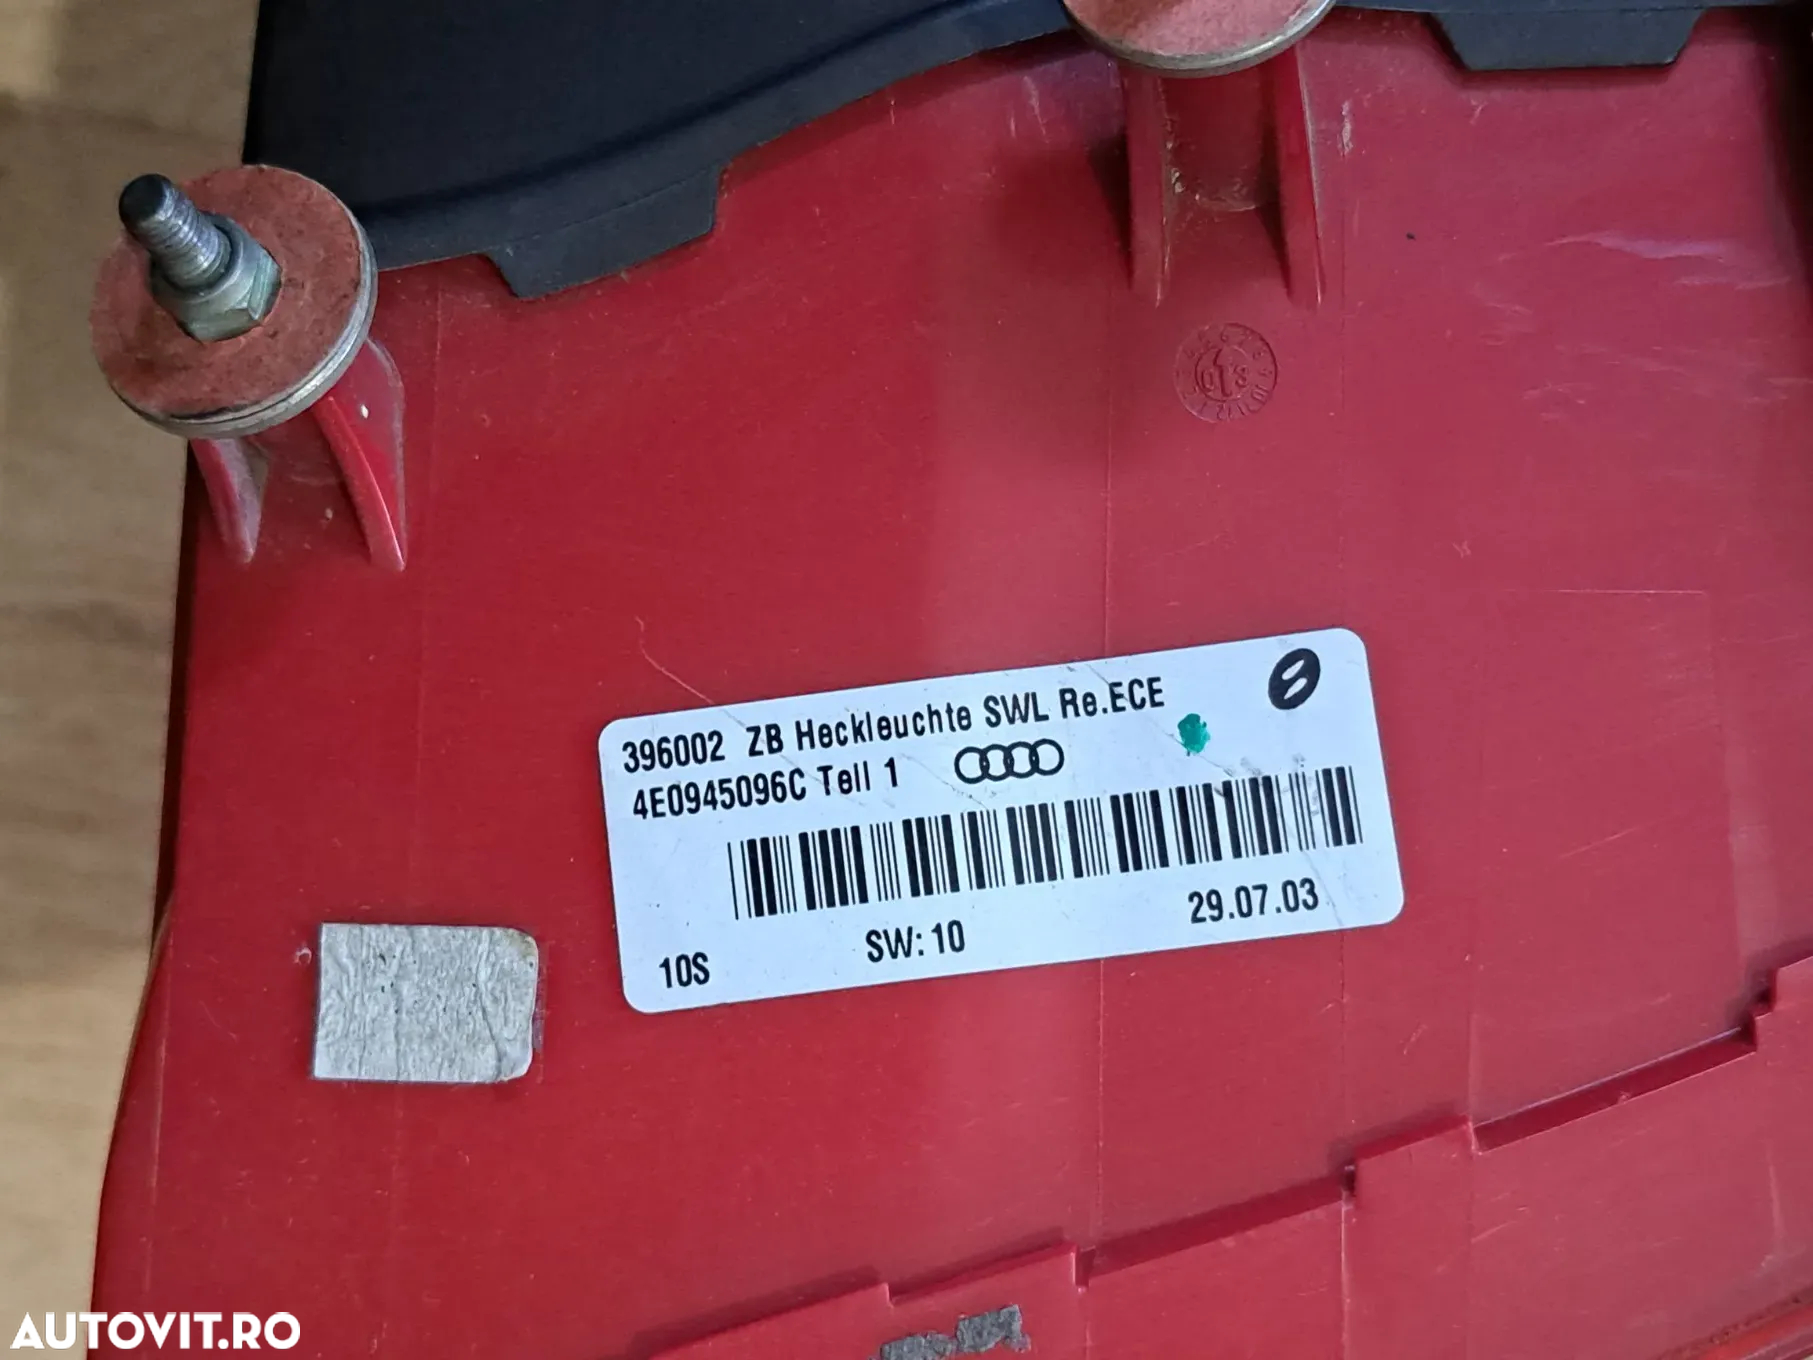 396002 ZB Heckleuchte SWL Re.ECE
4E0945096C Teil 1
10S
SW: 10
29.07.03
AUTOVIT.RO